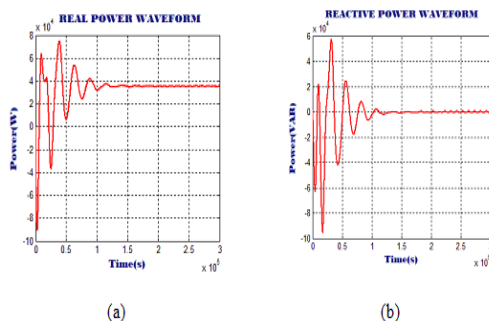 REAL POWER WAVEFORM
x 10^4
8
6
4
2
0
-2
-4
-6
-8
-10
0
0.5
1
1.5
2
2.5
3
x 10^5
Power(W)
Time(s)
(a)
REACTIVE POWER WAVEFORM
x 10^4
6
4
2
0
-2
-4
-6
-8
-10
0
0.5
1
1.5
2
2.5
x 10^5
Power(VAR)
Time(s)
(b)